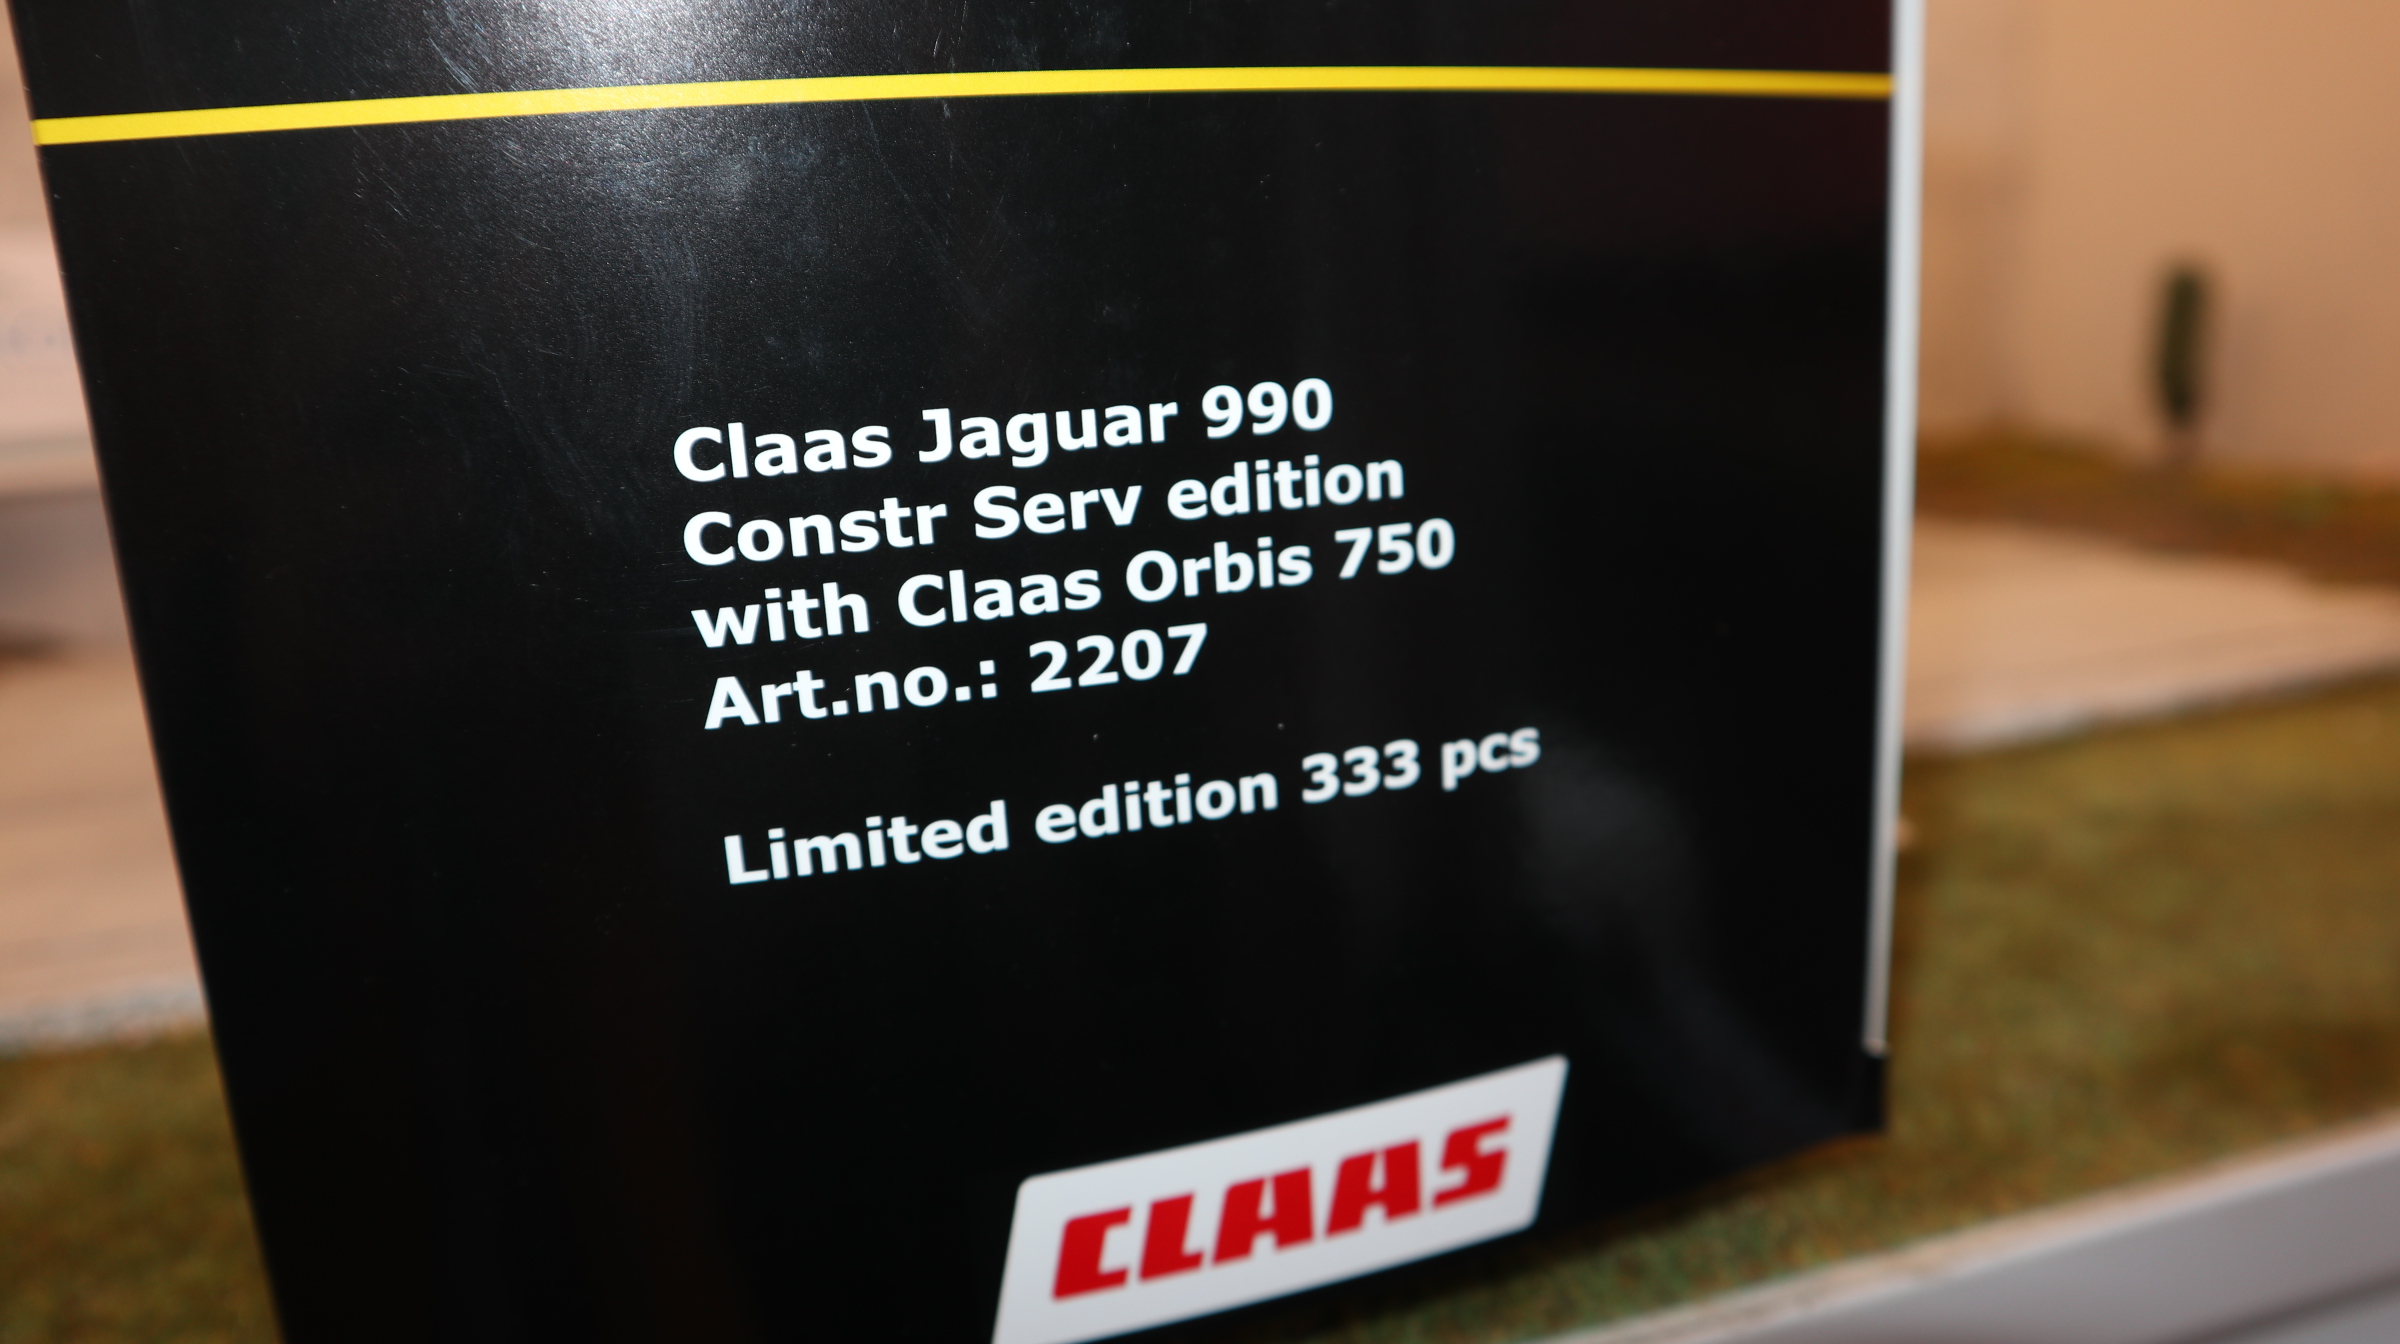 Claas Jaguar 990
Constr Serv edition
with Claas Orbis 750
Art.no.: 2207
Limited edition 333 pcs
CLAAS